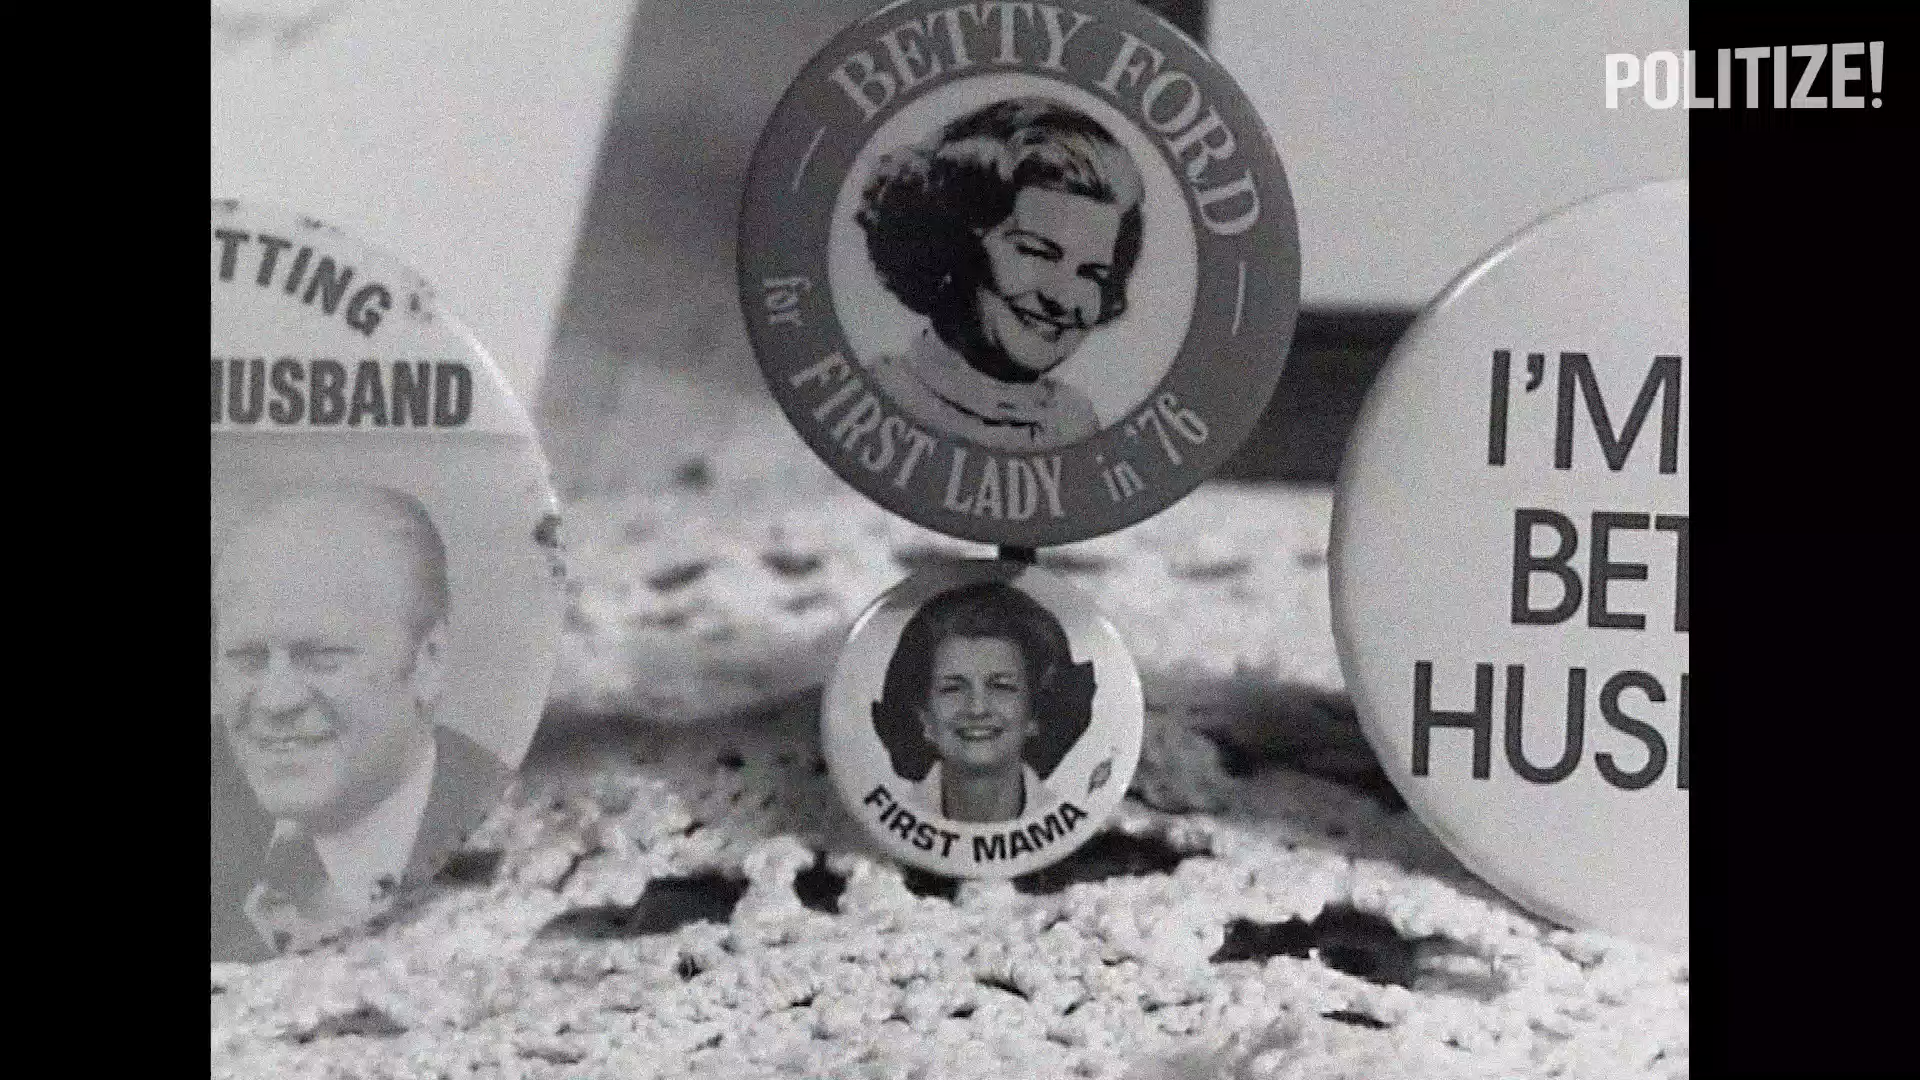 POLITIZE!
BETTY FORD
for FIRST LADY in '76
TTING
HUSBAND
I'M
BET
HUS
FIRST MAMA